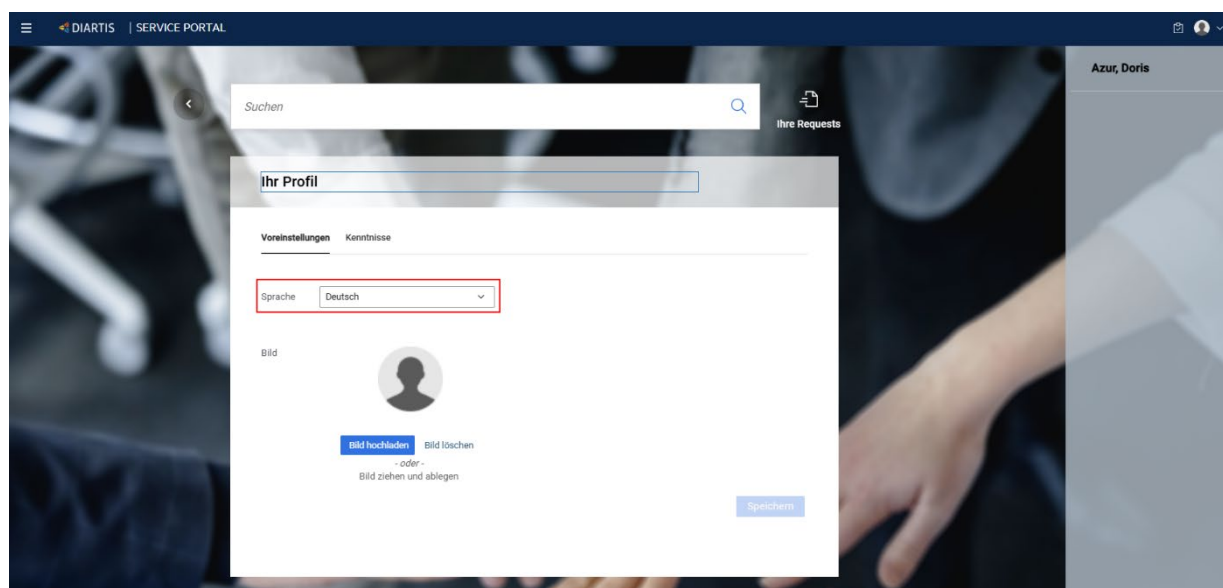 DIARTIS | SERVICE PORTAL
Azur, Doris
Suchen
Ihre Requests
Ihr Profil
Voreinstellungen Kenntnisse
Sprache Deutsch
Bild
Bild hochladen Bild löschen
- oder -
Bild ziehen und ablegen
Speichern